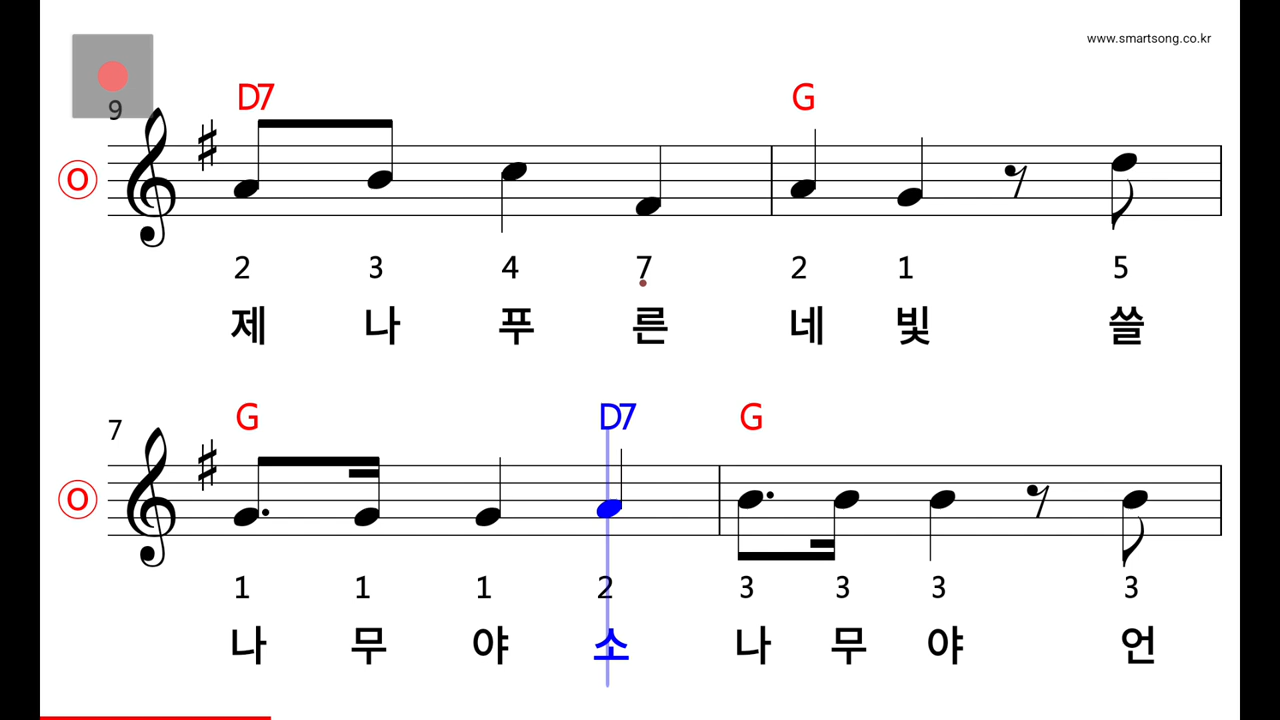 www.smartsong.co.kr
9
D7 G
O
2 3 4 7 2 1 5
제 나 푸 른 네 빛 쓸
7
G D7 G
O
1 1 1 2 3 3 3 3
나 무 야 소 나 무 야 언